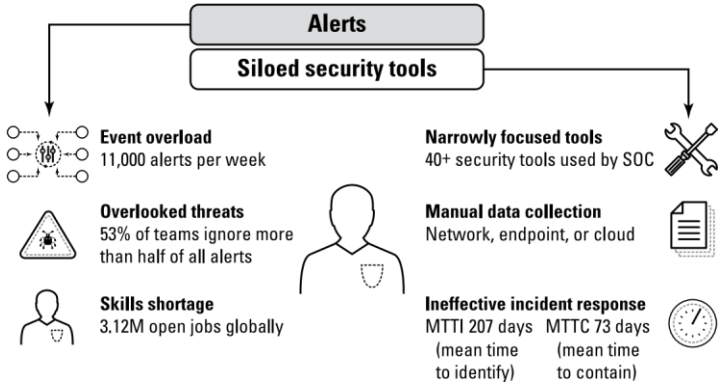 Alerts
Siloed security tools
Event overload
11,000 alerts per week
Overlooked threats
53% of teams ignore more
than half of all alerts
Skills shortage
3.12M open jobs globally
Narrowly focused tools
40+ security tools used by SOC
Manual data collection
Network, endpoint, or cloud
Ineffective incident response
MTTI 207 days MTTC 73 days
(mean time (mean time
to identify) to contain)